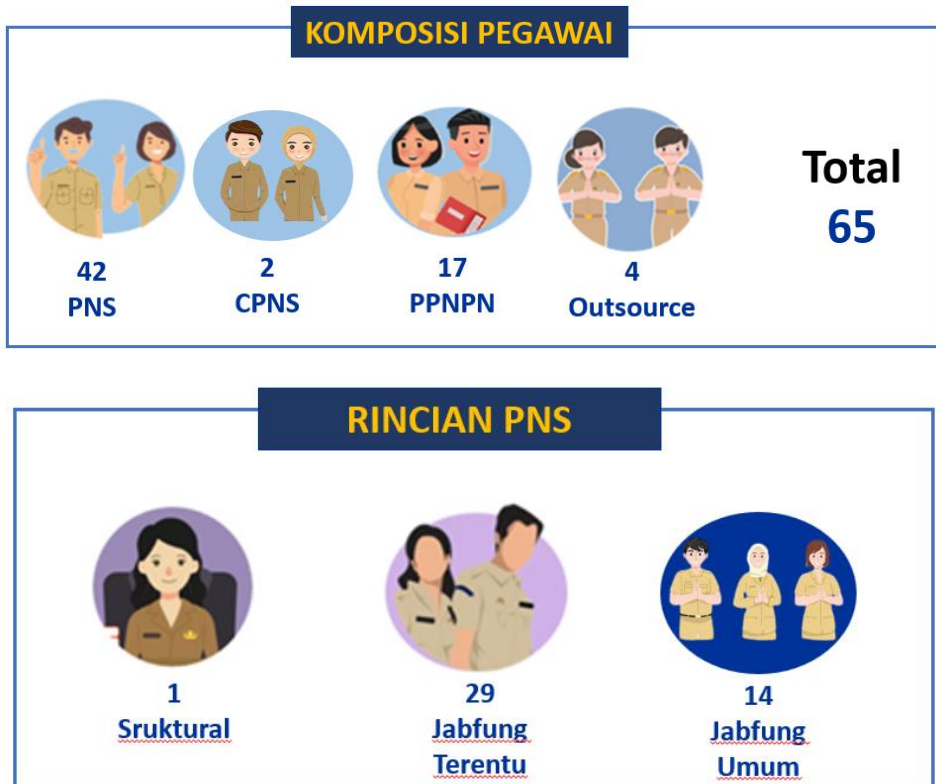 KOMPOSISI PEGAWAI
Total
65
42
PNS
2
CPNS
17
PPNPN
4
Outsource
RINCIAN PNS
1
Sruktural
29
Jabfung
Terentu
14
Jabfung
Umum